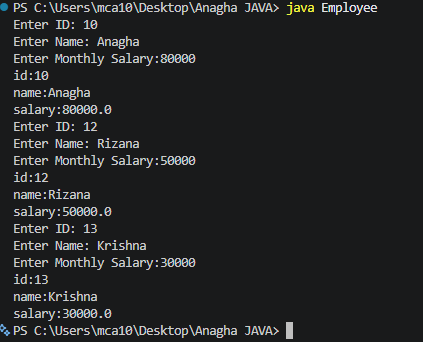 PS C:\Users\mca10\Desktop\Anagha JAVA> java Employee
Enter ID: 10
Enter Name: Anagha
Enter Monthly Salary:80000
id:10
name:Anagha
salary:80000.0
Enter ID: 12
Enter Name: Rizana
Enter Monthly Salary:50000
id:12
name:Rizana
salary:50000.0
Enter ID: 13
Enter Name: Krishna
Enter Monthly Salary:30000
id:13
name:Krishna
salary:30000.0
PS C:\Users\mca10\Desktop\Anagha JAVA>